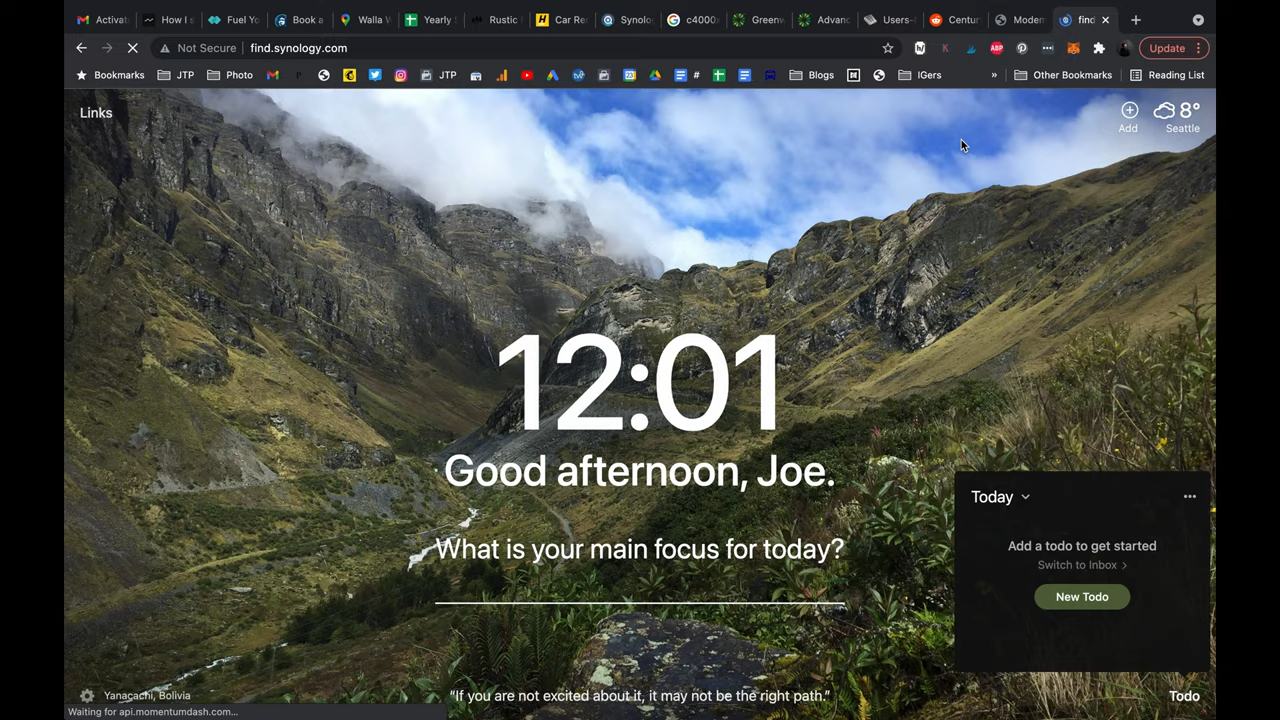 Activat
How I s
Fuel Yo
Book a
Walla W
Yearly
Rustic
Car Re
Synolo
c4000
Greenw
Advanc
Users-
Centur
Modem
find
Not Secure
find.synology.com
Update
Bookmarks
JTP
Photo
JTP
#
Blogs
IGers
»
Other Bookmarks
Reading List
Links
Add
8°
Seattle
12:01
Good afternoon, Joe.
What is your main focus for today?
Today
Add a todo to get started
Switch to Inbox >
New Todo
Yanacachi, Bolivia
“If you are not excited about it, it may not be the right path.”
Todo
Waiting for api.momentumdash.com...